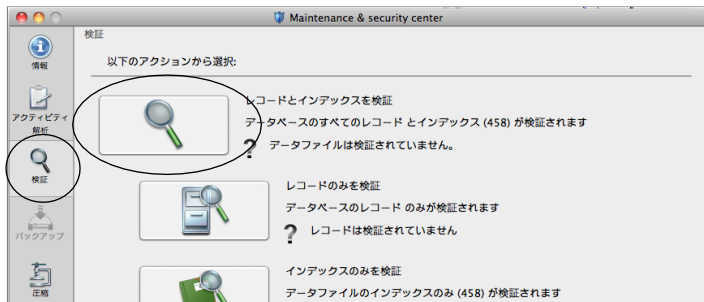 Maintenance & security center
情報
アクティビティ
解析
検証
バックアップ
圧縮
検証
以下のアクションから選択:
レコードとインデックスを検証
データベースのすべてのレコード とインデックス (458) が検証されます
? データファイルは検証されていません。
レコードのみを検証
データベースのレコード のみが検証されます
? レコードは検証されていません
インデックスのみを検証
データファイルのインデックスのみ (458) が検証されます